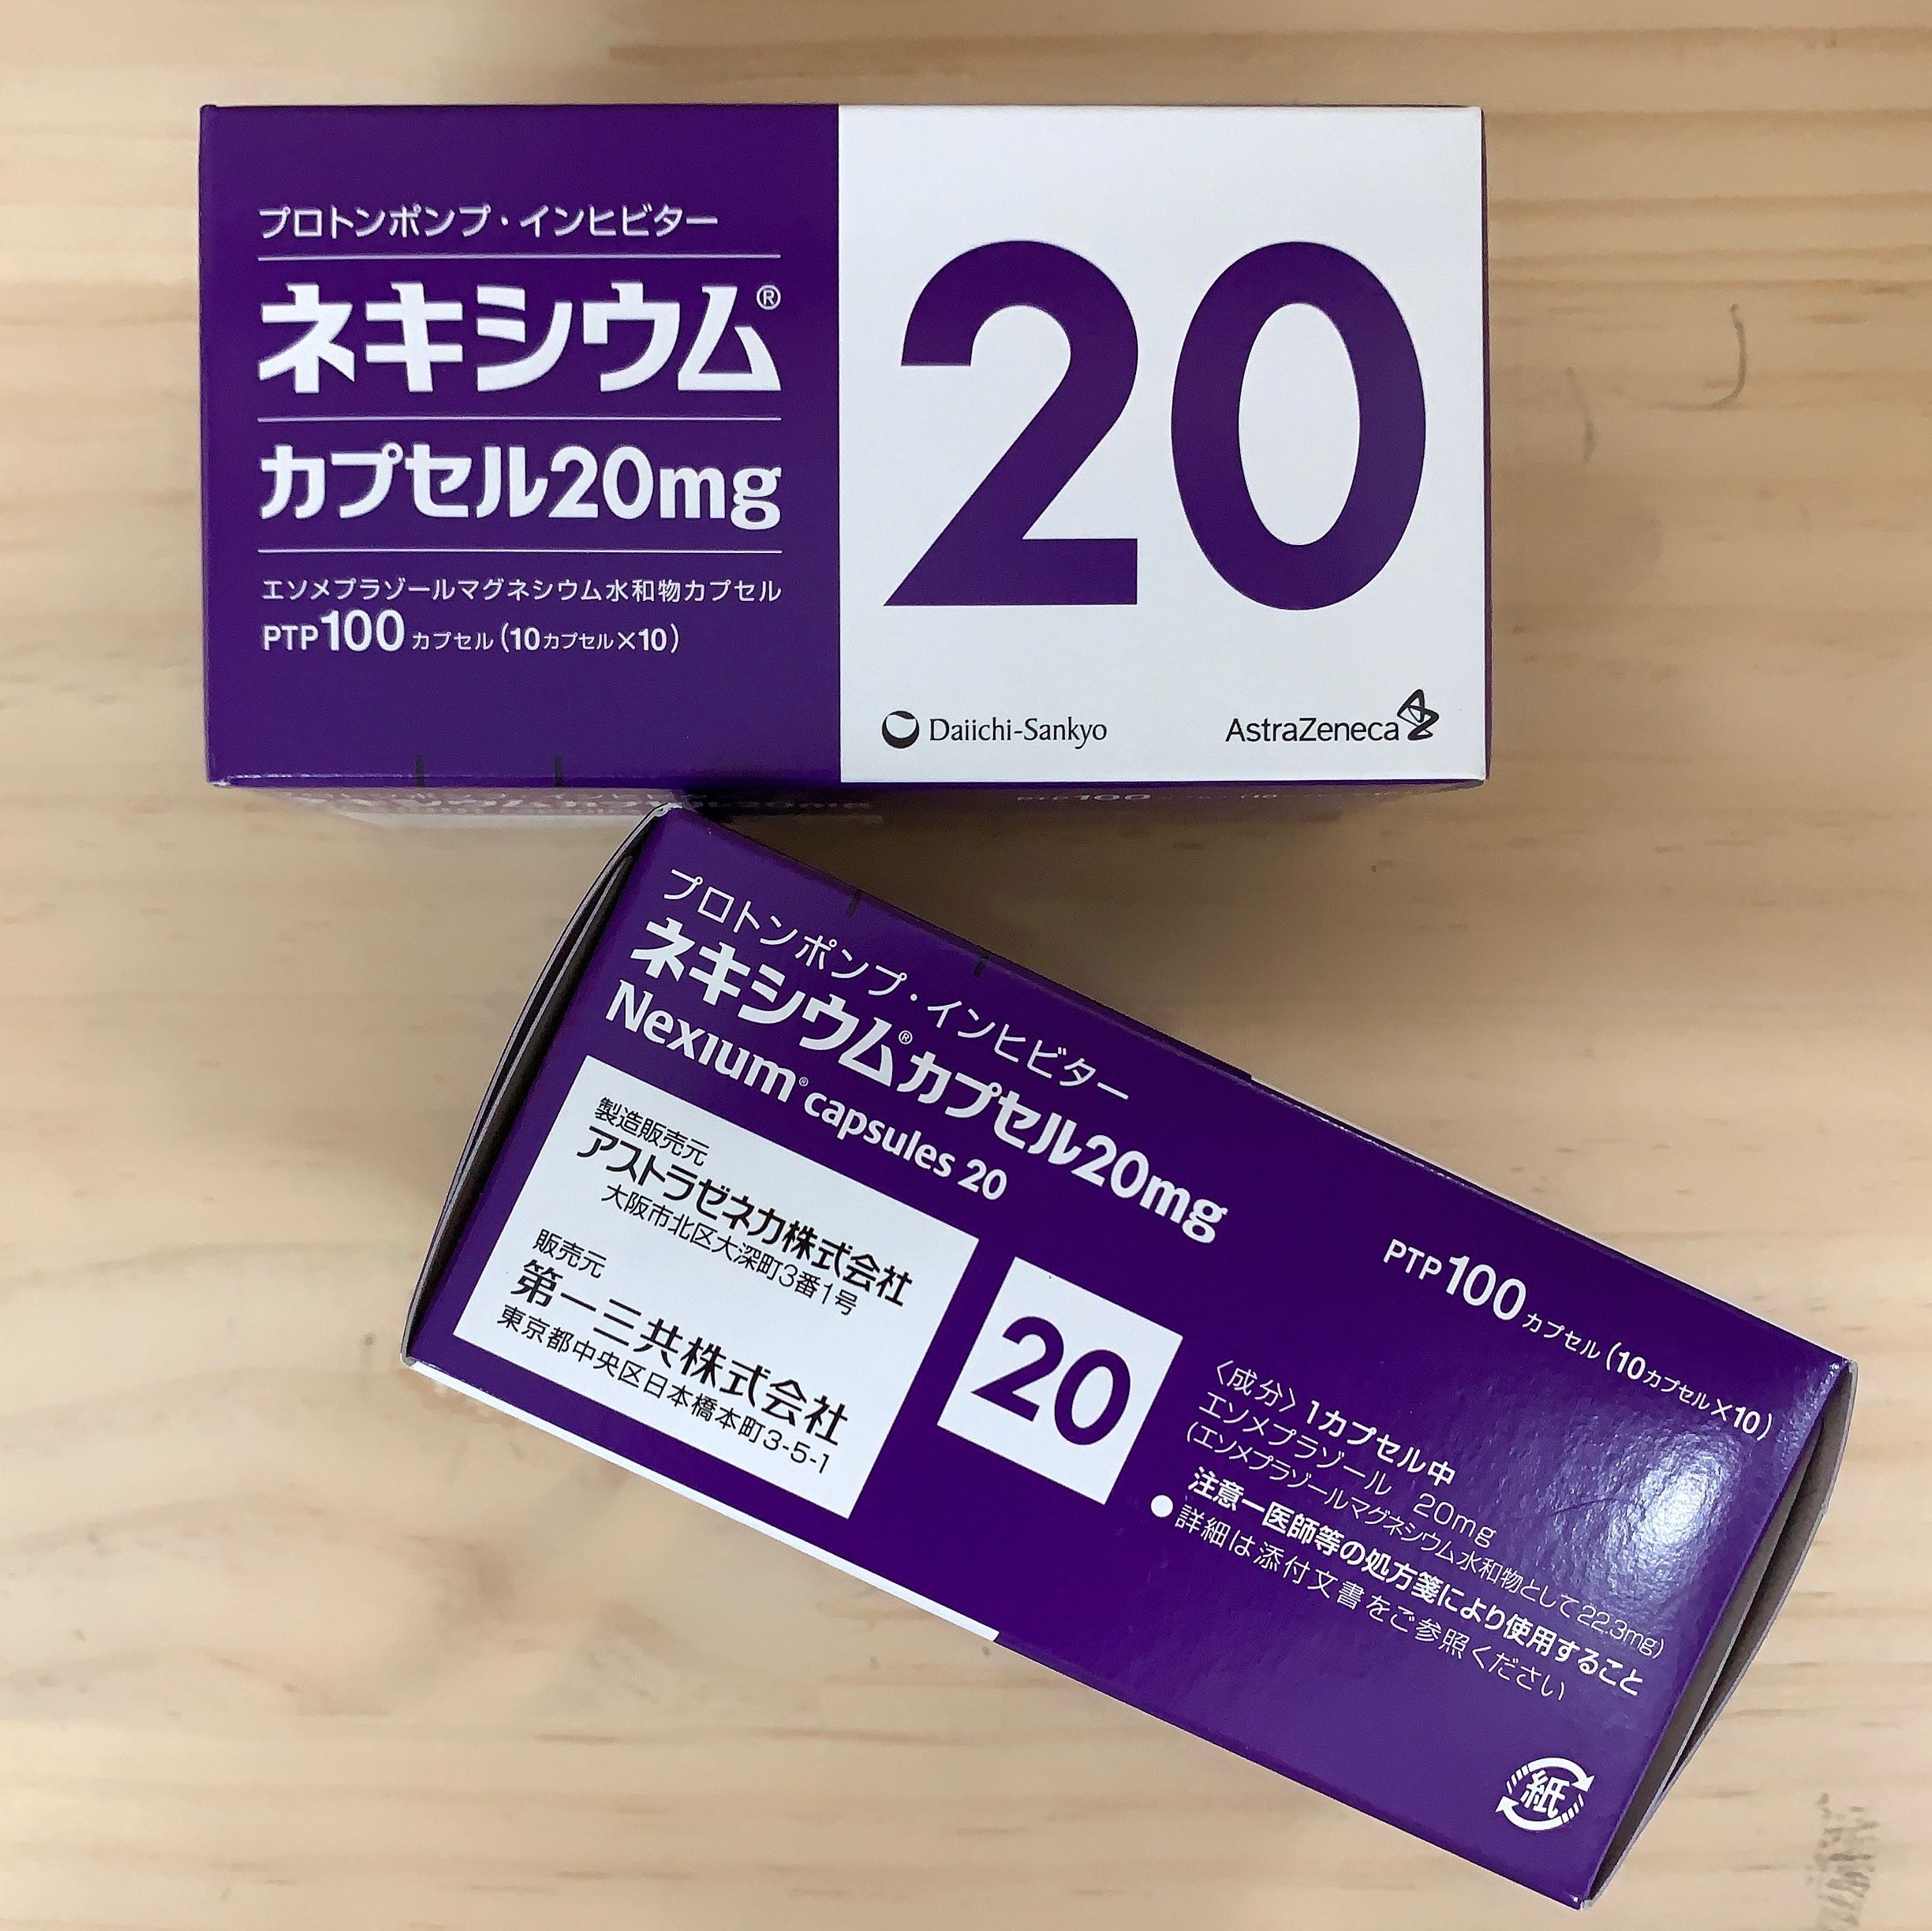 プロトンポンプ・インヒビター
ネキシウム®
カプセル20mg
エソメプラゾールマグネシウム水和物カプセル
PTP100カプセル(10カプセル×10)
20
Daiichi-Sankyo
AstraZeneca
PTP100
プロトンポンプ・インヒビター
ネキシウム®カプセル20mg
Nexium® capsules 20
製造販売元
アストラゼネカ株式会社
大阪市北区大深町3番1号
販売元
第一三共株式会社
東京都中央区日本橋本町3-5-1
20
PTP100カプセル(10カプセル×10)
〈成分〉1カプセル中
エソメプラゾール 20mg
(エソメプラゾールマグネシウム水和物として22.3mg)
注意−医師等の処方箋により使用すること
●詳細は添付文書をご参照ください
紙